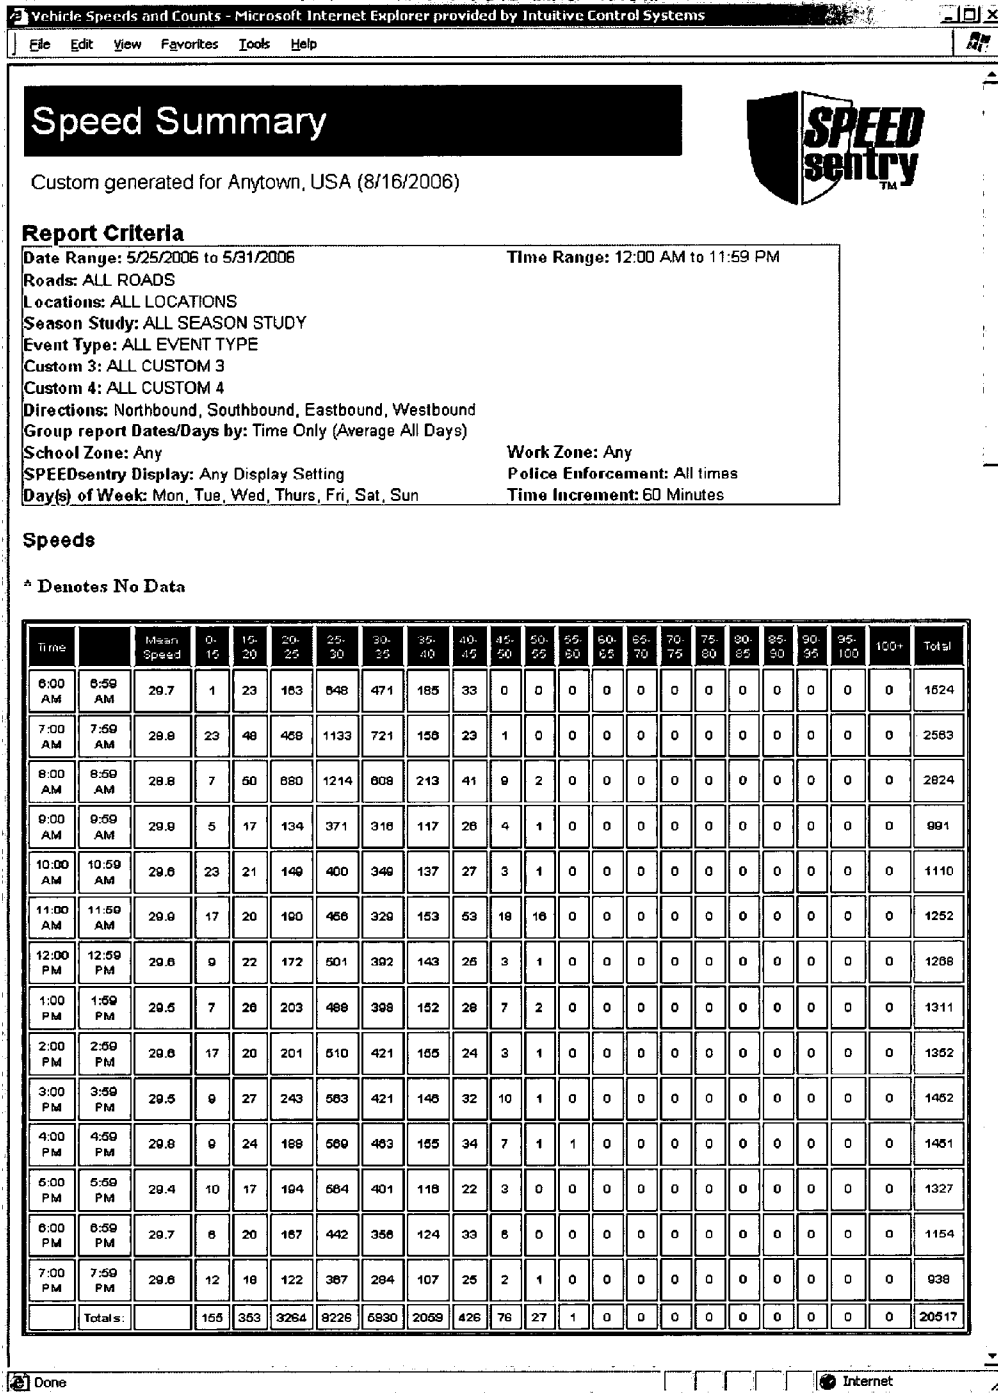 Vehicle Speeds and Counts - Microsoft Internet Explorer provided by Intuitive Control Systems
File Edit View Favorites Tools Help
Speed Summary
SPEED
sentry
TM
Custom generated for Anytown, USA (8/16/2006)
Report Criteria
Date Range: 5/25/2006 to 5/31/2006 Time Range: 12:00 AM to 11:59 PM
Roads: ALL ROADS
Locations: ALL LOCATIONS
Season Study: ALL SEASON STUDY
Event Type: ALL EVENT TYPE
Custom 3: ALL CUSTOM 3
Custom 4: ALL CUSTOM 4
Directions: Northbound, Southbound, Eastbound, Westbound
Group report Dates/Days by: Time Only (Average All Days)
School Zone: Any Work Zone: Any
SPEEDsentry Display: Any Display Setting Police Enforcement: All times
Day(s) of Week: Mon, Tue, Wed, Thurs, Fri, Sat, Sun Time Increment: 60 Minutes
Speeds
* Denotes No Data
Time Mean Speed 0-15 15-20 20-25 25-30 30-35 35-40 40-45 45-50 50-55 55-60 60-65 65-70 70-75 75-80 80-85 85-90 90-95 95-100 100+ Total
6:00 AM 6:59 AM 29.7 1 23 163 648 471 185 33 0 0 0 0 0 0 0 0 0 0 0 0 1524
7:00 AM 7:59 AM 28.8 23 48 458 1133 721 156 23 1 0 0 0 0 0 0 0 0 0 0 0 2563
8:00 AM 8:59 AM 28.8 7 50 680 1214 608 213 41 9 2 0 0 0 0 0 0 0 0 0 0 2824
9:00 AM 9:59 AM 29.9 5 17 134 371 316 117 26 4 1 0 0 0 0 0 0 0 0 0 0 991
10:00 AM 10:59 AM 29.6 23 21 149 400 349 137 27 3 1 0 0 0 0 0 0 0 0 0 0 1110
11:00 AM 11:59 AM 29.9 17 20 190 456 329 153 53 18 16 0 0 0 0 0 0 0 0 0 0 1252
12:00 PM 12:59 PM 29.6 9 22 172 501 392 143 25 3 1 0 0 0 0 0 0 0 0 0 0 1268
1:00 PM 1:59 PM 29.5 7 26 203 488 398 152 28 7 2 0 0 0 0 0 0 0 0 0 0 1311
2:00 PM 2:59 PM 29.6 17 20 201 510 421 155 24 3 1 0 0 0 0 0 0 0 0 0 0 1352
3:00 PM 3:59 PM 29.5 9 27 243 563 421 146 32 10 1 0 0 0 0 0 0 0 0 0 0 1452
4:00 PM 4:59 PM 29.8 9 24 188 569 463 155 34 7 1 1 0 0 0 0 0 0 0 0 0 1451
5:00 PM 5:59 PM 29.4 10 17 194 564 401 116 22 3 0 0 0 0 0 0 0 0 0 0 0 1327
6:00 PM 6:59 PM 29.7 6 20 167 442 356 124 33 6 0 0 0 0 0 0 0 0 0 0 0 1154
7:00 PM 7:59 PM 29.6 12 18 122 367 284 107 25 2 1 0 0 0 0 0 0 0 0 0 0 938
Totals: 155 353 3264 8226 5930 2059 426 76 27 1 0 0 0 0 0 0 0 0 0 20517
Done Internet